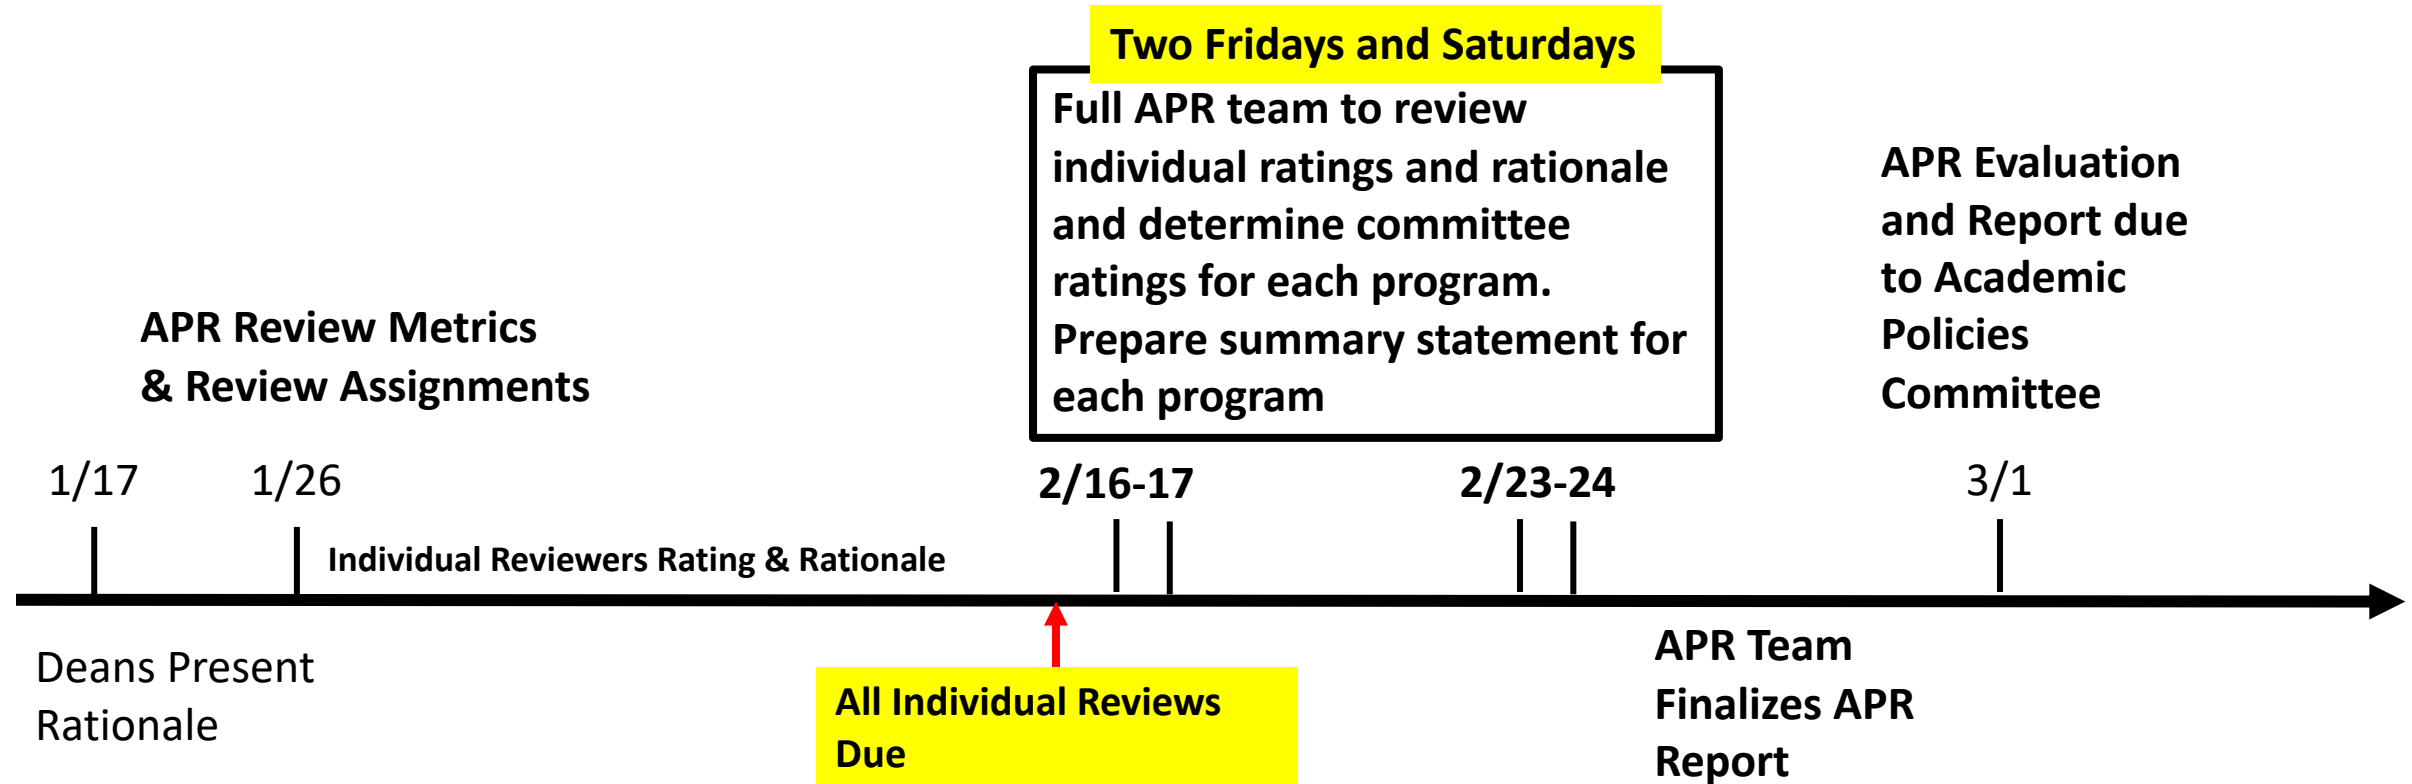 Two Fridays and Saturdays
Full APR team to review
individual ratings and rationale
and determine committee
ratings for each program.
Prepare summary statement for
each program
APR Evaluation
and Report due
to Academic
Policies
Committee
APR Review Metrics
& Review Assignments
1/17
1/26
2/16-17
2/23-24
3/1
Individual Reviewers Rating & Rationale
Deans Present
Rationale
All Individual Reviews
Due
APR Team
Finalizes APR
Report